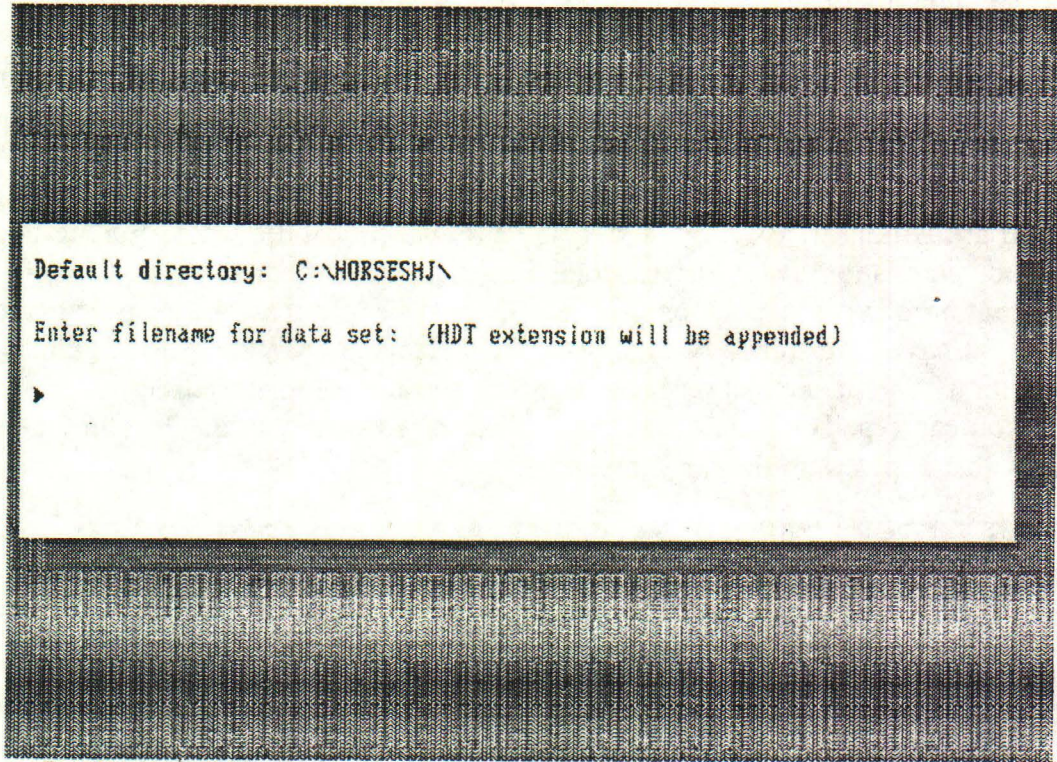 Default directory: C:\HORSESHJ\
Enter filename for data set: (HDT extension will be appended)